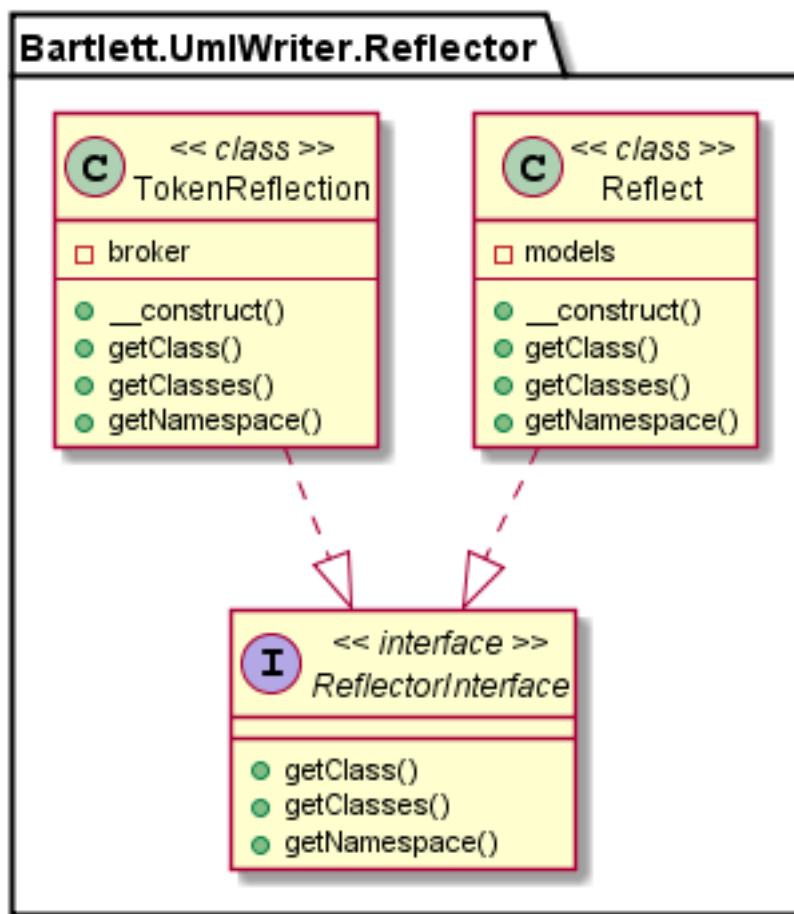 Bartlett.UmlWriter.Reflector
C
<< class >>
TokenReflection
broker
__construct()
getClass()
getClasses()
getNamespace()
C
<< class >>
Reflect
models
__construct()
getClass()
getClasses()
getNamespace()
I
<< interface >>
ReflectorInterface
getClass()
getClasses()
getNamespace()